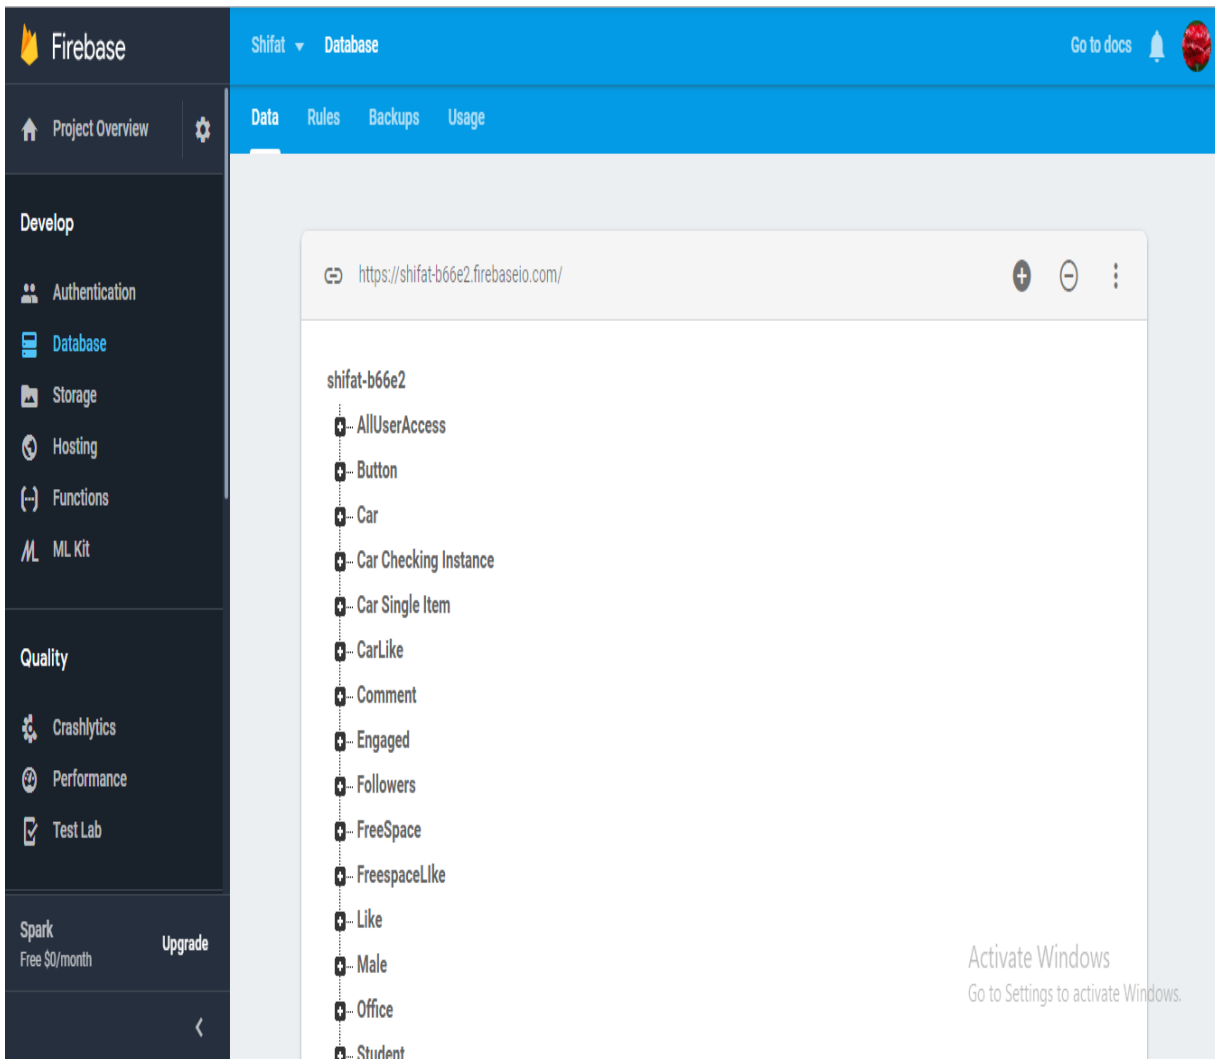 Firebase
Shifat
Database
Go to docs
Project Overview
Data
Rules
Backups
Usage
Develop
Authentication
Database
Storage
Hosting
Functions
ML Kit
Quality
Crashlytics
Performance
Test Lab
Spark
Free $0/month
Upgrade
https://shifat-b66e2.firebaseio.com/
shifat-b66e2
AllUserAccess
Button
Car
Car Checking Instance
Car Single Item
CarLike
Comment
Engaged
Followers
FreeSpace
FreespaceLIke
Like
Male
Office
Student
Activate Windows
Go to Settings to activate Windows.